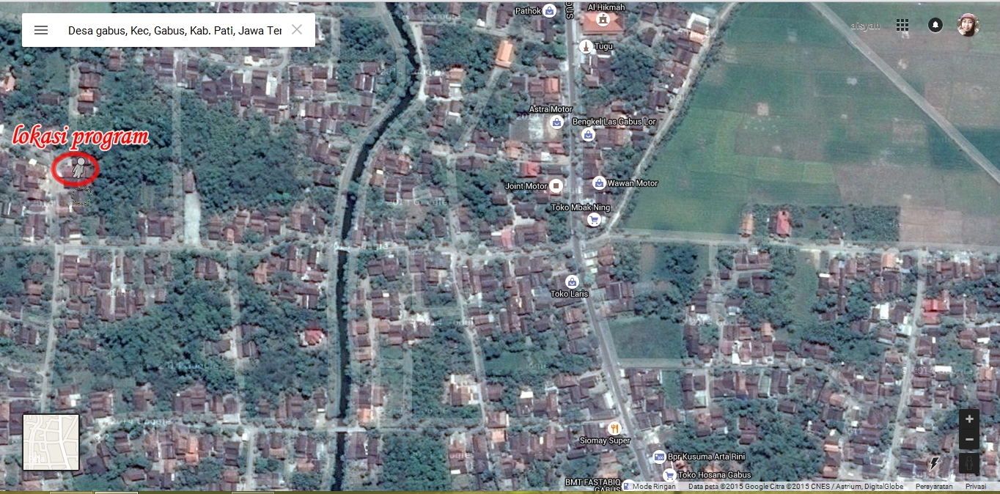 Desa gabus, Kec, Gabus, Kab. Pati, Jawa Ter
Pathok
Al Hikmah
aisyah
Tugu
Astra Motor
Bengkel Las Gabus Lor
lokasi program
Joint Motor
Wawan Motor
Toko Mbak Ning
Toko Laris
Siomay Super
Bpr Kusuma Arta Rini
Toko Hosana Gabus
BMT FASTABIQ
GABUS
Mode Ringan
Data peta ©2015 Google Citra ©2015 CNES / Astrium, DigitalGlobe
Persyaratan
Privasi